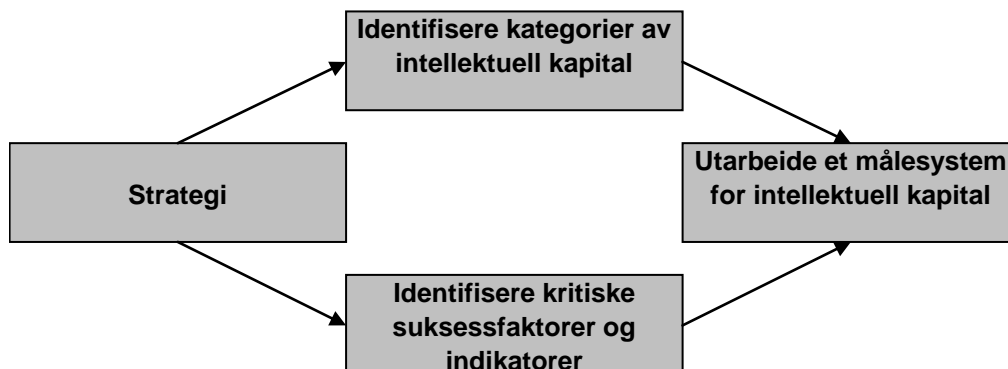 Identifisere kategorier av
intellektuell kapital
Strategi
Utarbeide et målesystem
for intellektuell kapital
Identifisere kritiske
suksessfaktorer og
indikatorer